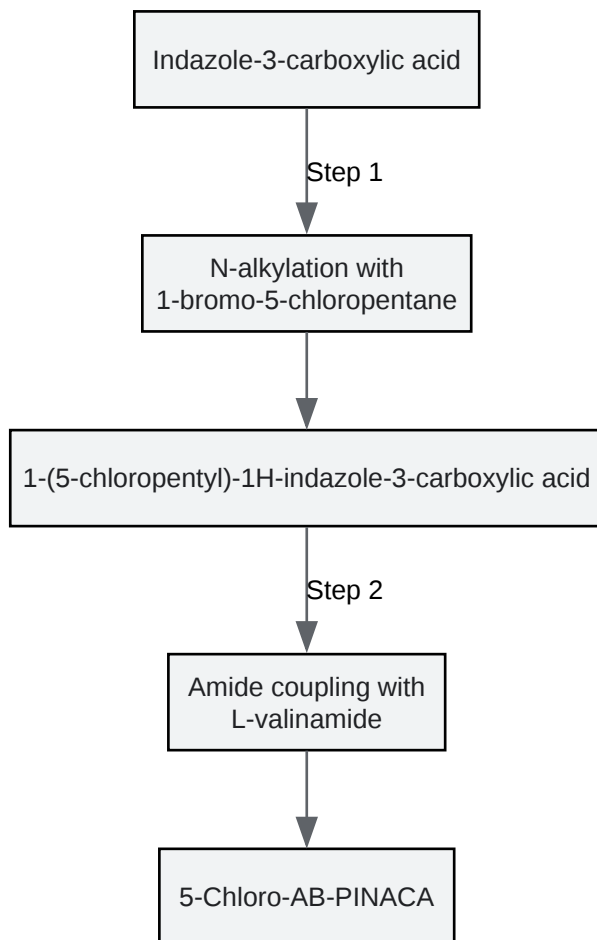 Indazole-3-carboxylic acid
Step 1
N-alkylation with
1-bromo-5-chloropentane
1-(5-chloropentyl)-1H-indazole-3-carboxylic acid
Step 2
Amide coupling with
L-valinamide
5-Chloro-AB-PINACA